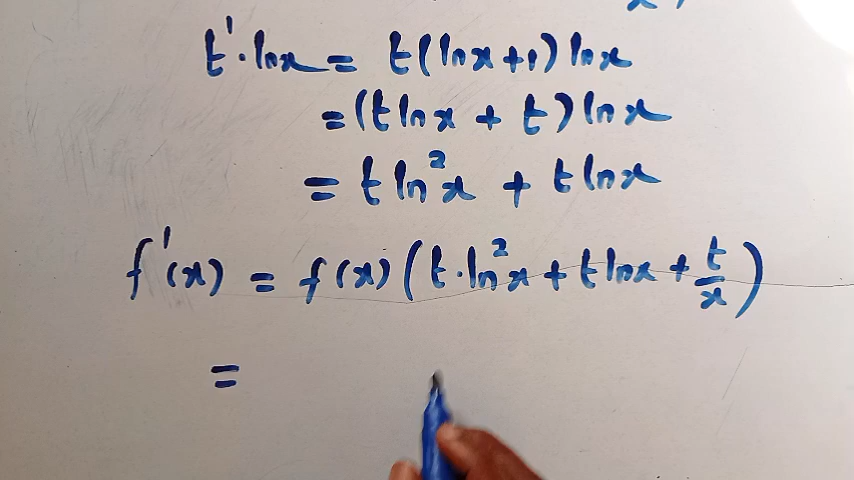 t'·lnx = t(lnx+1)lnx
= (t lnx + t) lnx
= t ln²x + t lnx
f'(x) = f(x)(t·ln²x + t lnx + t/x)
=